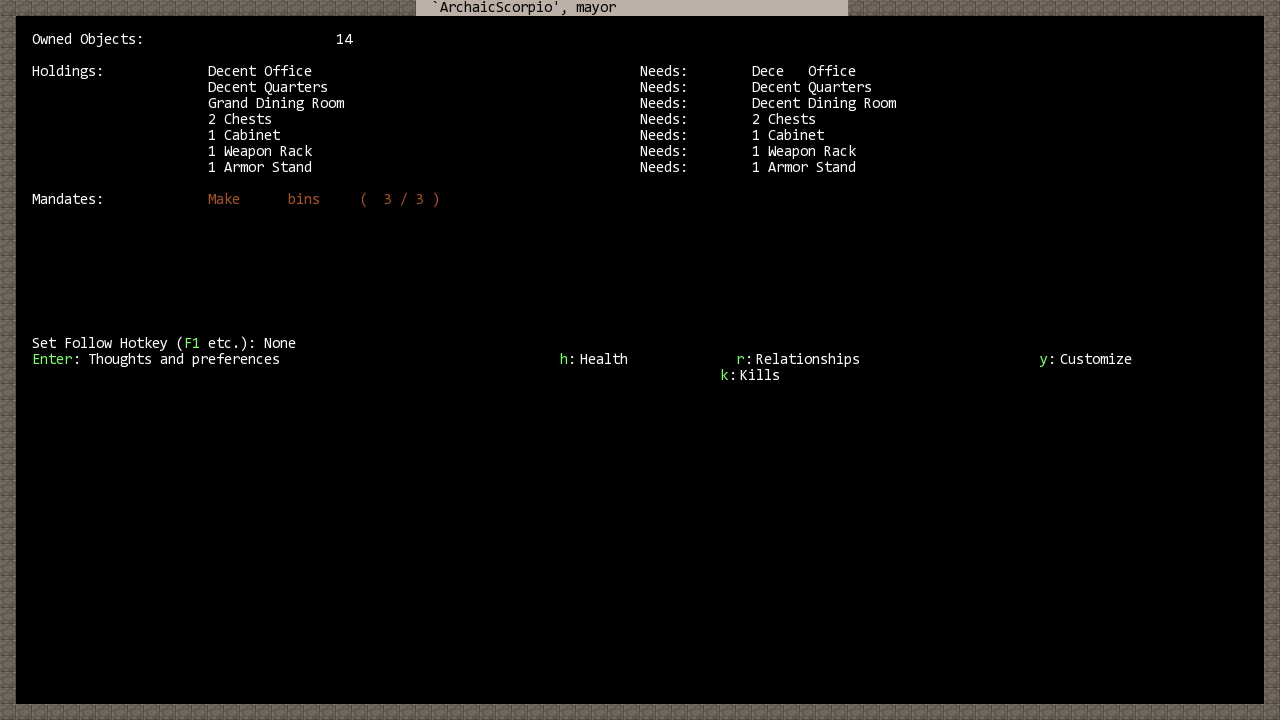 `ArchaicScorpio', mayor
Owned Objects: 14
Holdings: Decent Office Needs: Dece Office
Decent Quarters Needs: Decent Quarters
Grand Dining Room Needs: Decent Dining Room
2 Chests Needs: 2 Chests
1 Cabinet Needs: 1 Cabinet
1 Weapon Rack Needs: 1 Weapon Rack
1 Armor Stand Needs: 1 Armor Stand
Mandates: Make bins ( 3 / 3 )
Set Follow Hotkey (F1 etc.): None
Enter: Thoughts and preferences h: Health r: Relationships y: Customize
k: Kills